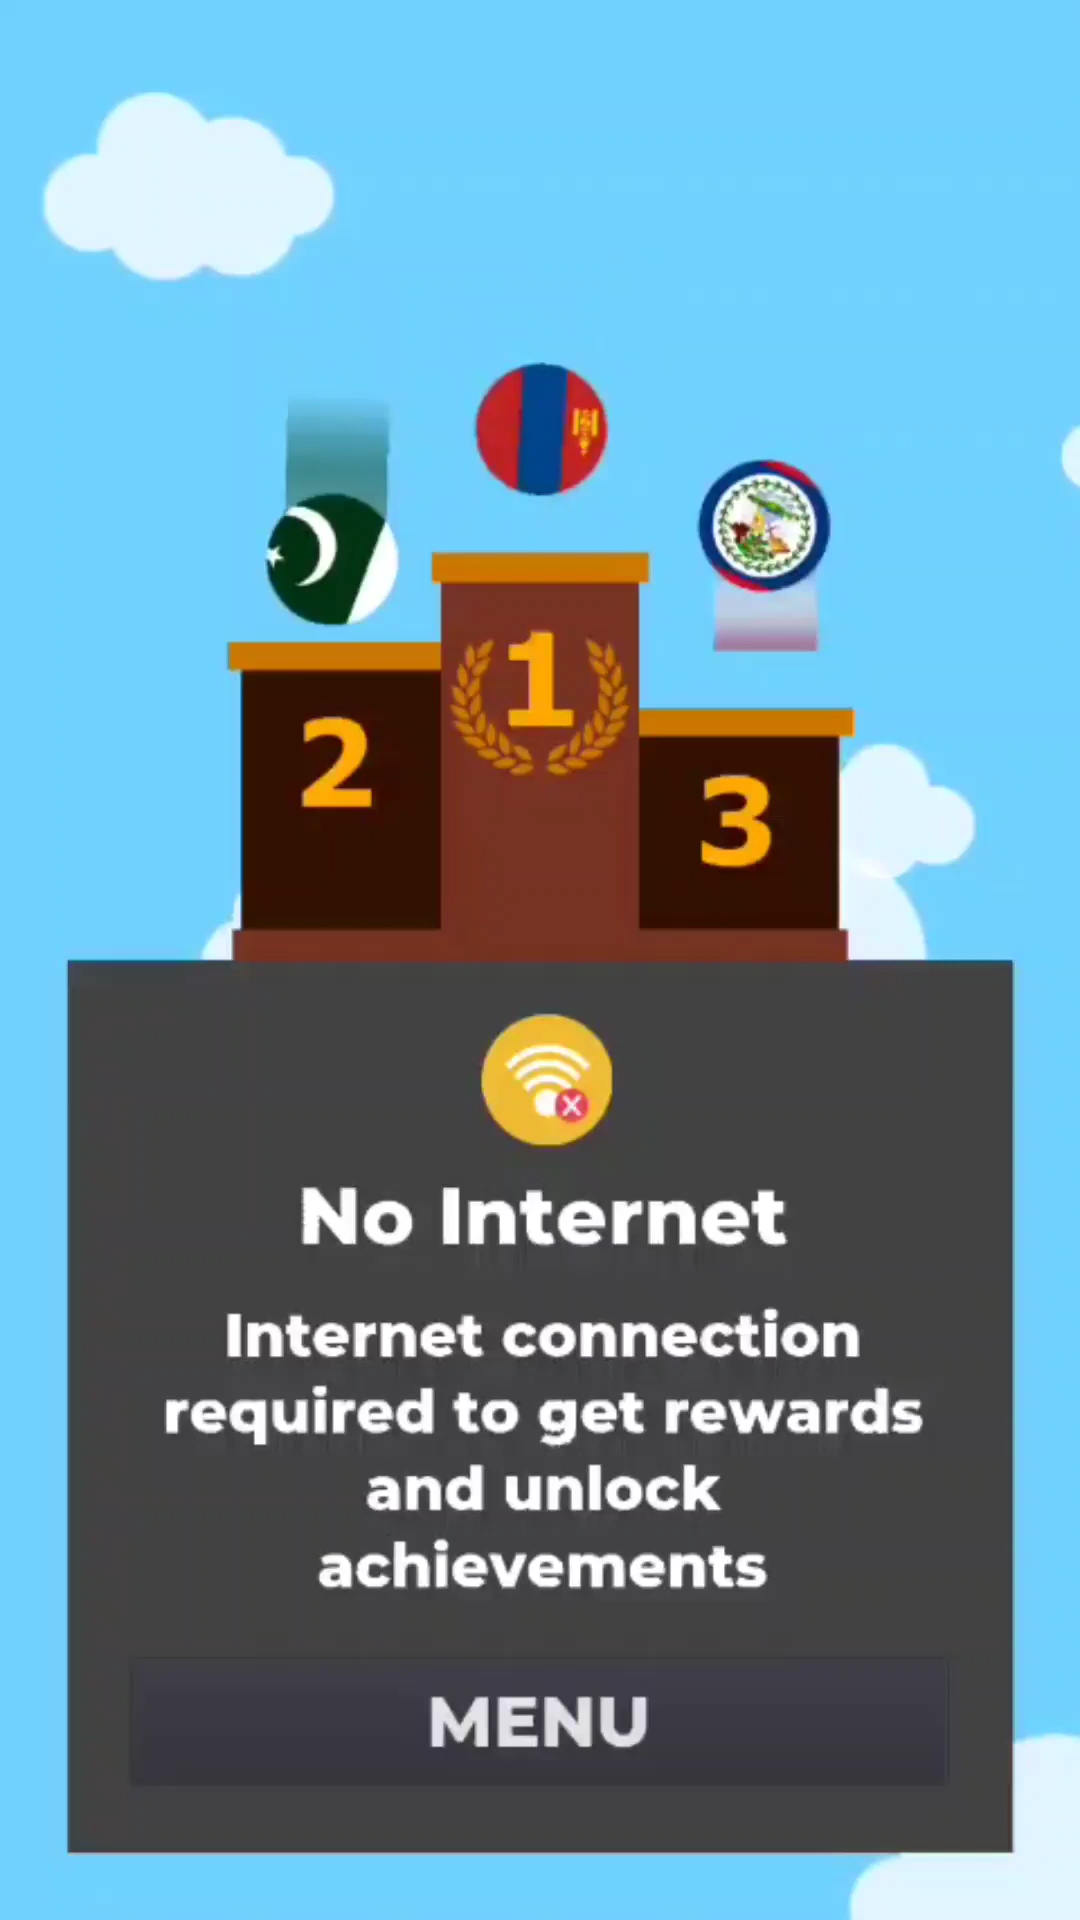 1
2
3
No Internet
Internet connection
required to get rewards
and unlock
achievements
MENU